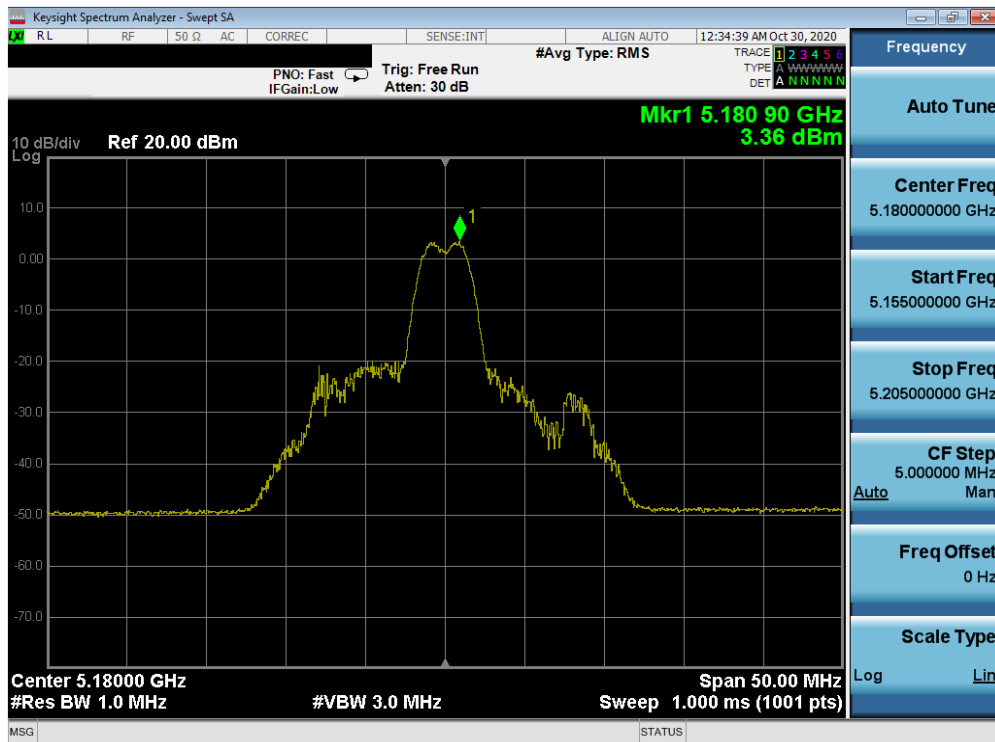 Keysight Spectrum Analyzer - Swept SA
LXI RL RF 50 Ω AC CORREC SENSE:INT ALIGN AUTO 12:34:39 AM Oct 30, 2020
#Avg Type: RMS
TRACE 1 2 3 4 5 6
TYPE A WWWWW
DET A N N N N N
PNO: Fast
IFGain:Low
Trig: Free Run
Atten: 30 dB
Mkr1 5.180 90 GHz
3.36 dBm
10 dB/div
Log
Ref 20.00 dBm
1
10.0
0.00
-10.0
-20.0
-30.0
-40.0
-50.0
-60.0
-70.0
Center 5.18000 GHz
Span 50.00 MHz
#Res BW 1.0 MHz
#VBW 3.0 MHz
Sweep 1.000 ms (1001 pts)
MSG
STATUS
Frequency
Auto Tune
Center Freq
5.180000000 GHz
Start Freq
5.155000000 GHz
Stop Freq
5.205000000 GHz
CF Step
5.000000 MHz
Auto Man
Freq Offset
0 Hz
Scale Type
Log Lin